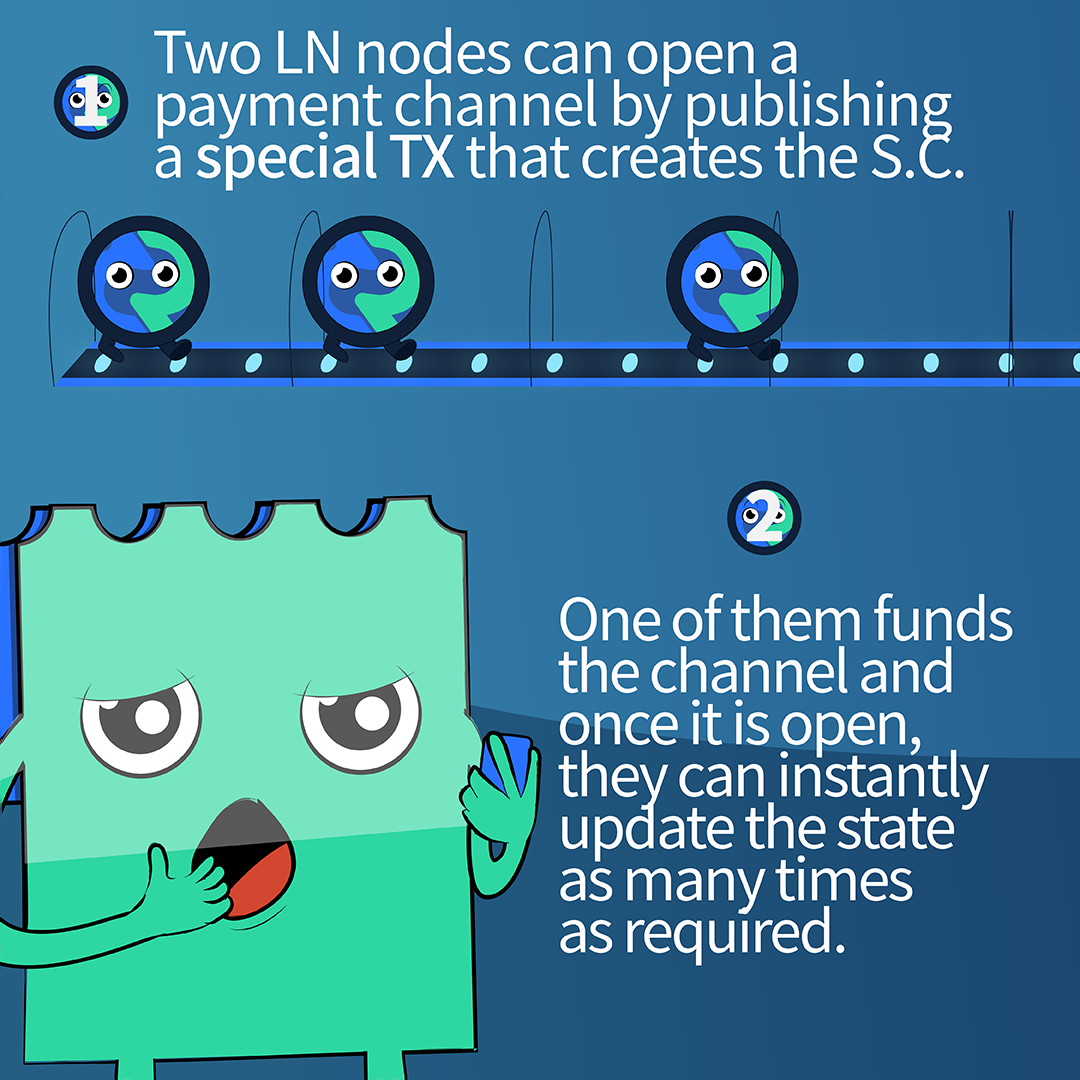 1
Two LN nodes can open a
payment channel by publishing
a special TX that creates the S.C.
2
One of them funds
the channel and
once it is open,
they can instantly
update the state
as many times
as required.